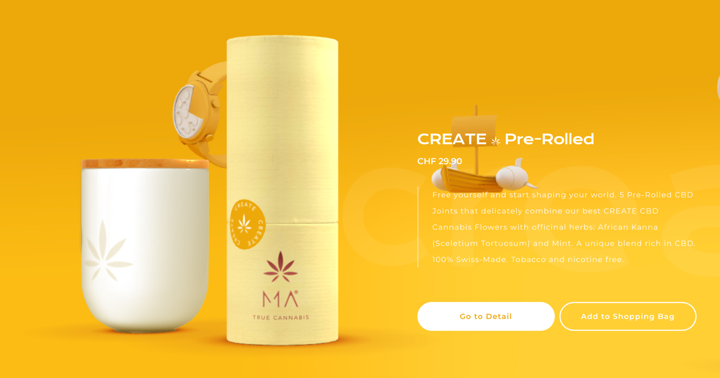 CREATE Pre-Rolled
CHF 29.90
Free yourself and start shaping your world. 5 Pre-Rolled CBD
Joints that delicately combine our best CREATE CBD
Cannabis Flowers with officinal herbs: African Kanna
(Sceletium Tortuosum) and Mint. A unique blend rich in CBD.
100% Swiss-Made. Tobacco and nicotine free.
Go to Detail
Add to Shopping Bag
CREATE
CREATE
MA
TRUE CANNABIS